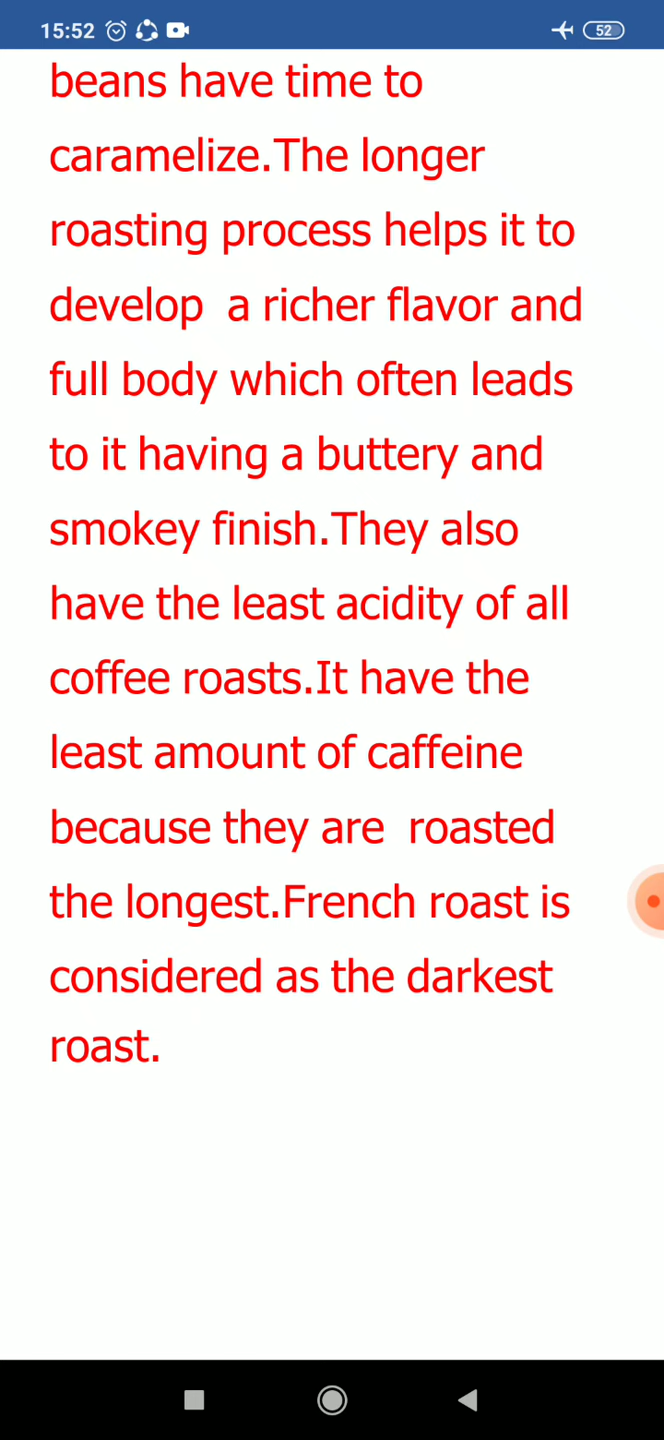 15:52
52
beans have time to
caramelize.The longer
roasting process helps it to
develop  a richer flavor and
full body which often leads
to it having a buttery and
smokey finish.They also
have the least acidity of all
coffee roasts.It have the
least amount of caffeine
because they are  roasted
the longest.French roast is
considered as the darkest
roast.